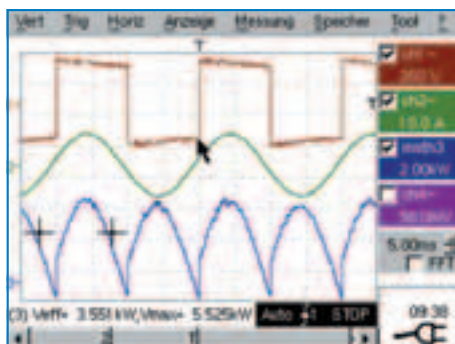 Vert Trig Horiz Anzeige Messung Speicher Tool ?
ch2~
10.0 A
math3
2.00kW
5.00ms
FFT
(3) Veff= 3.551 kW, Vmax= 5.525kW Auto STOP
09:38